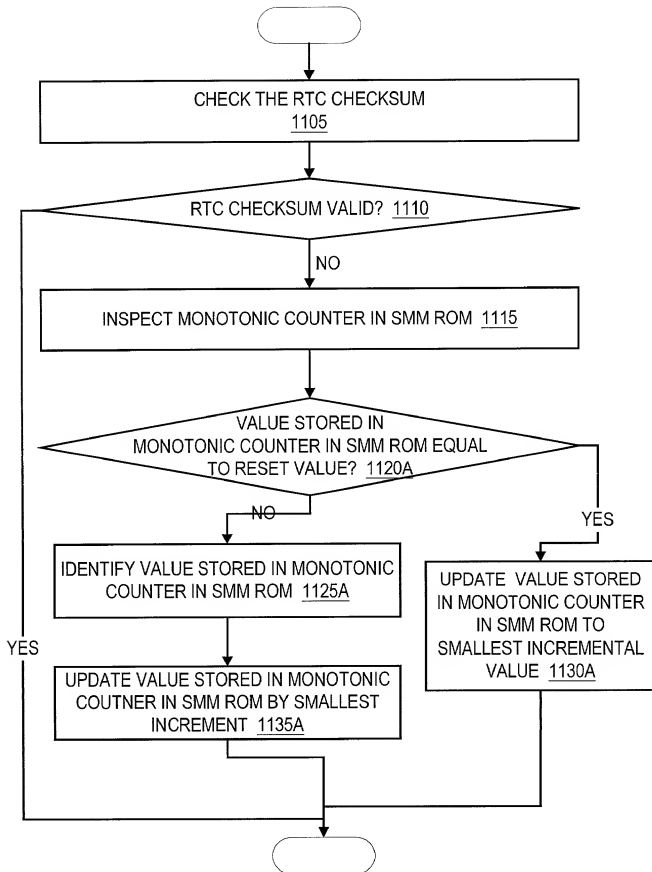 CHECK THE RTC CHECKSUM
1105
RTC CHECKSUM VALID? 1110
NO
INSPECT MONOTONIC COUNTER IN SMM ROM 1115
VALUE STORED IN
MONOTONIC COUNTER IN SMM ROM EQUAL
TO RESET VALUE? 1120A
NO
YES
IDENTIFY VALUE STORED IN MONOTONIC
COUNTER IN SMM ROM 1125A
UPDATE VALUE STORED
IN MONOTONIC COUNTER
IN SMM ROM TO
SMALLEST INCREMENTAL
VALUE 1130A
YES
UPDATE VALUE STORED IN MONOTONIC
COUTNER IN SMM ROM BY SMALLEST
INCREMENT 1135A